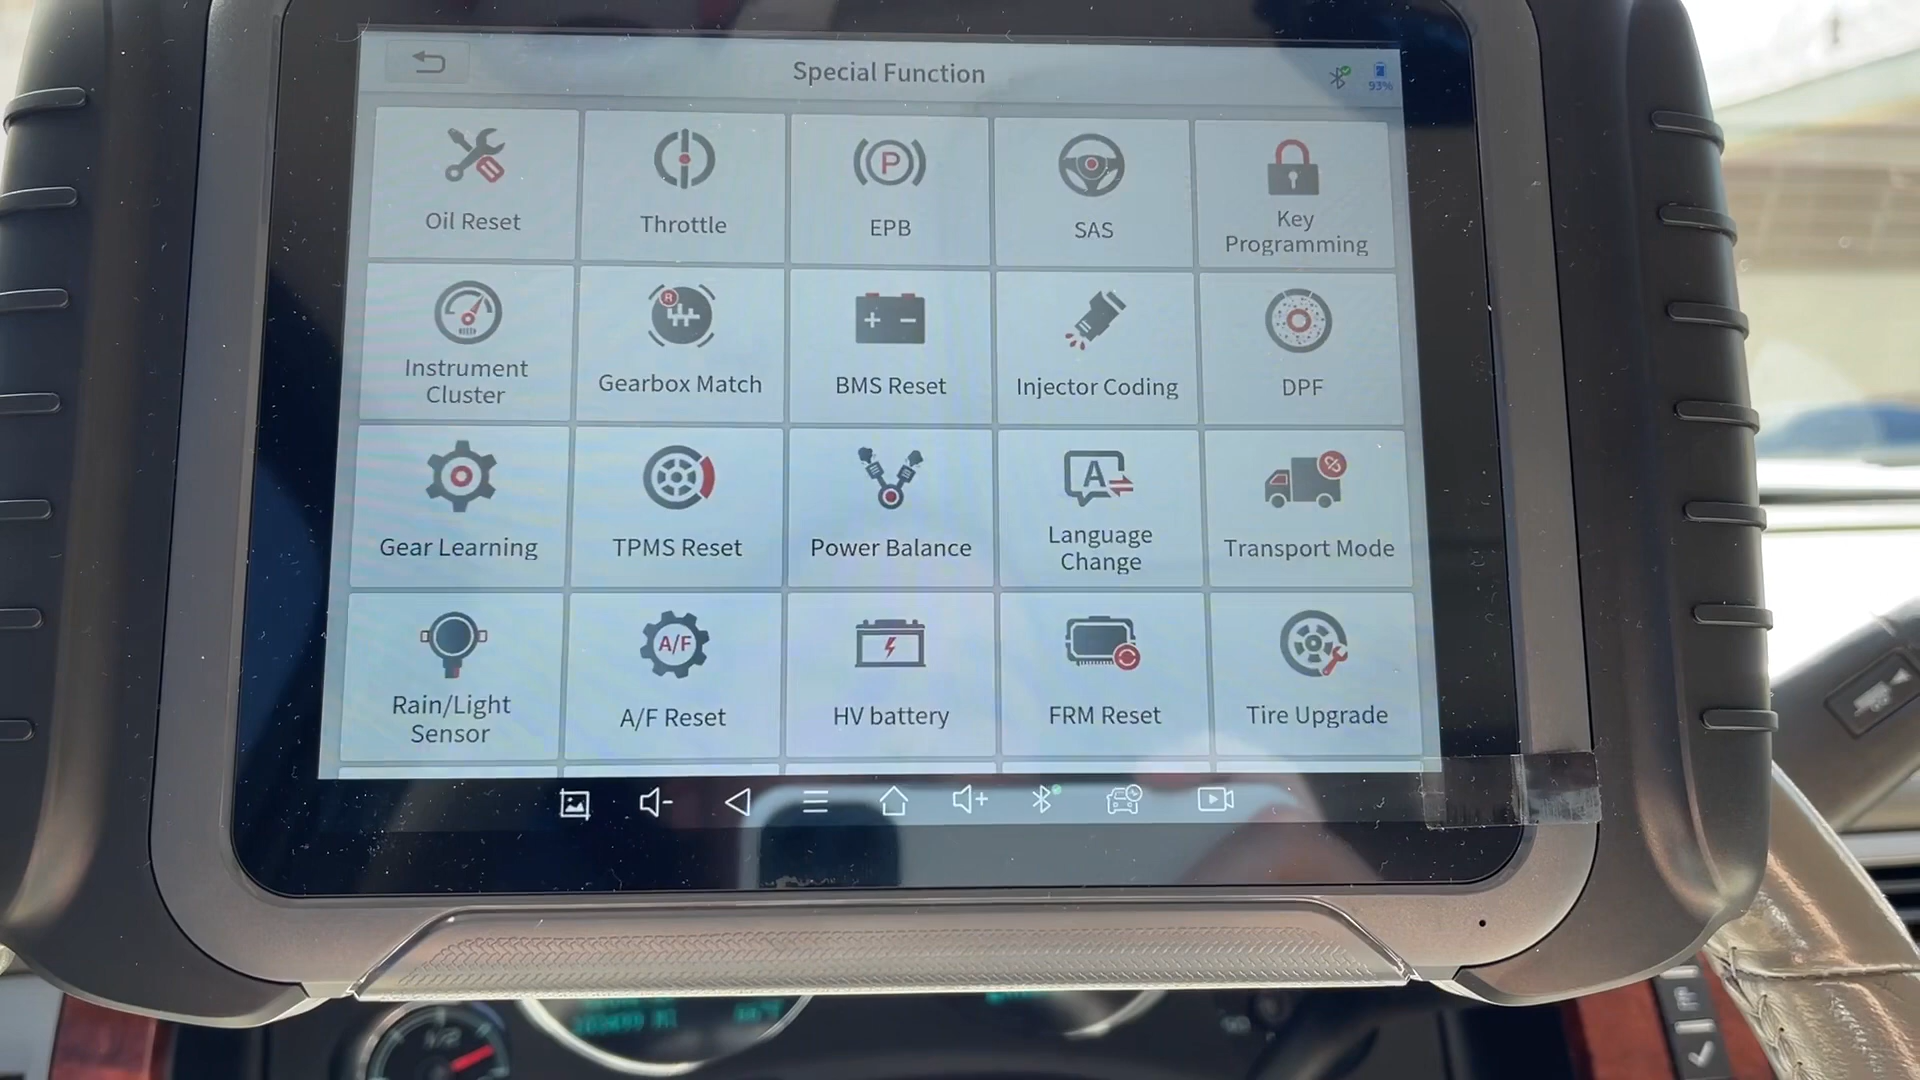 Special Function
93%
Oil Reset
Throttle
P
EPB
SAS
Key
Programming
Instrument
Cluster
R
Gearbox Match
BMS Reset
Injector Coding
DPF
Gear Learning
TPMS Reset
Power Balance
A
Language
Change
Transport Mode
Rain/Light
Sensor
A/F
A/F Reset
HV battery
FRM Reset
Tire Upgrade
1/2